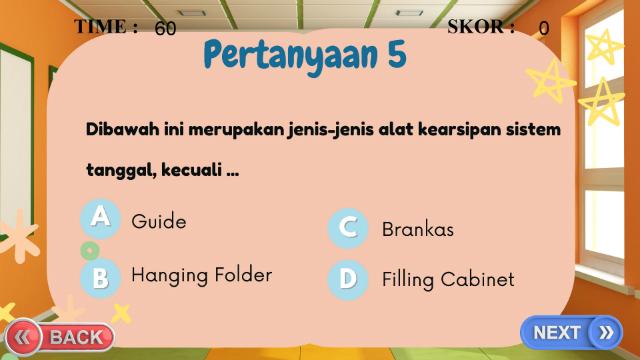 TIME : 60
SKOR : 0
Pertanyaan 5
Dibawah ini merupakan jenis-jenis alat kearsipan sistem
tanggal, kecuali ...
A Guide
B Hanging Folder
C Brankas
D Filling Cabinet
BACK
NEXT